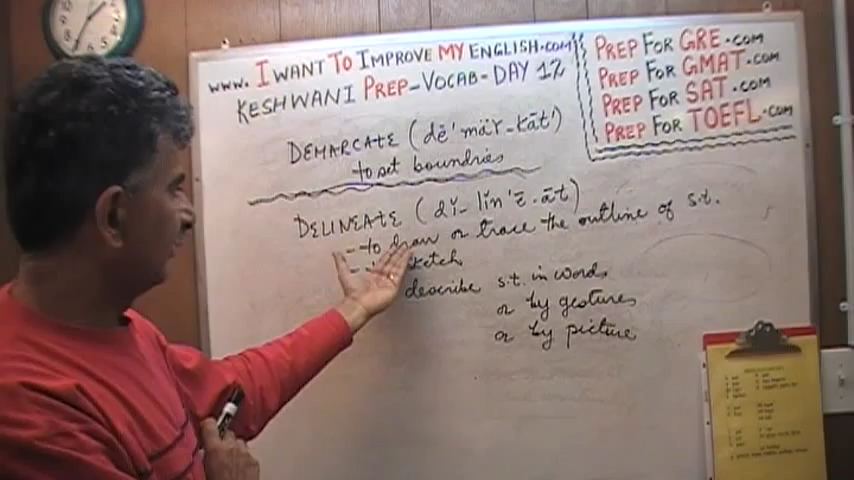 www. I WANT TO IMPROVE MY ENGLISH.COM
KESHWANI PREP-VOCAB-DAY 12
PREP FOR GRE.COM
PREP FOR GMAT.COM
PREP FOR SAT.COM
PREP FOR TOEFL.COM
DEMARCATE (dē'mär-kāt')
to set boundries
DELINEATE (dĭ-lĭn'ē.āt)
- to draw or trace the outline of s.t.
- sketch
describe s.t. in words
or by gestures
or by picture